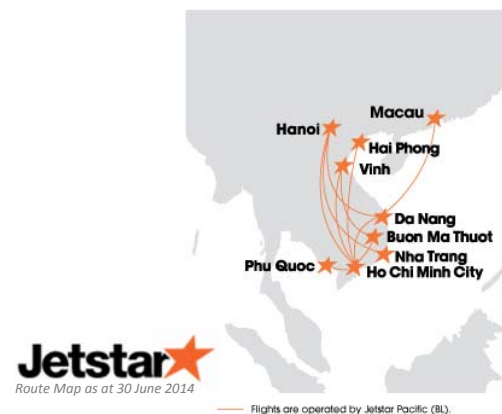 Macau
Hanoi
Hai Phong
Vinh
Da Nang
Buon Ma Thuot
Nha Trang
Phu Quoc
Ho Chi Minh City
Jetstar
Route Map as at 30 June 2014
Flights are operated by Jetstar Pacific (BL).